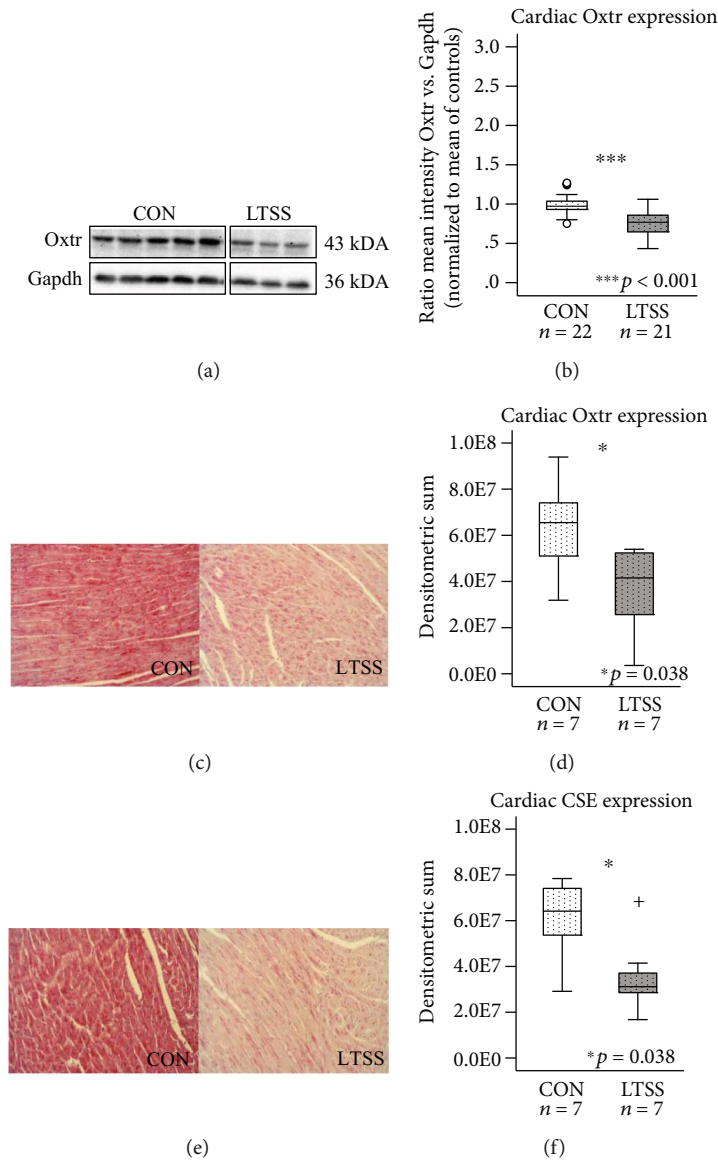 Cardiac Oxtr expression
Ratio mean intensity Oxtr vs. Gapdh
(normalized to mean of controls)
3.0
2.5
2.0
1.5
1.0
.5
.0
***
***p < 0.001
CON
n = 22
LTSS
n = 21
CON
LTSS
Oxtr
43 kDA
Gapdh
36 kDA
(a)
(b)
Cardiac Oxtr expression
Densitometric sum
1.0E8
8.0E7
6.0E7
4.0E7
2.0E7
0.0E0
*
*p = 0.038
CON
n = 7
LTSS
n = 7
CON
LTSS
(c)
(d)
Cardiac CSE expression
Densitometric sum
1.0E8
8.0E7
6.0E7
4.0E7
2.0E7
0.0E0
*
+
*p = 0.038
CON
n = 7
LTSS
n = 7
CON
LTSS
(e)
(f)